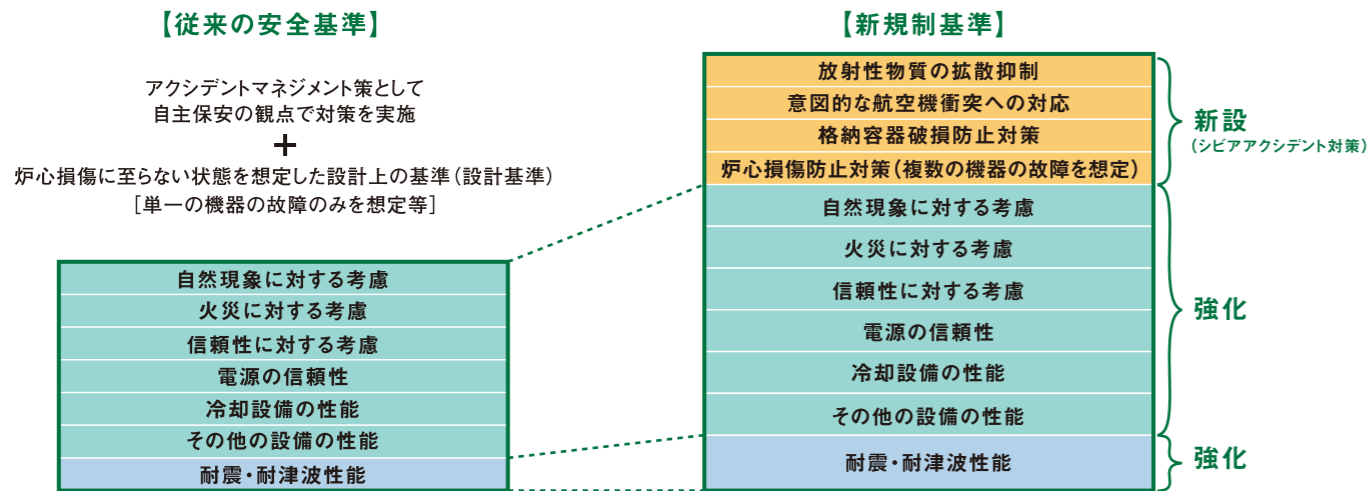 【従来の安全基準】
アクシデントマネジメント策として
自主保安の観点で対策を実施
+
炉心損傷に至らない状態を想定した設計上の基準(設計基準)
[単一の機器の故障のみを想定等]
自然現象に対する考慮
火災に対する考慮
信頼性に対する考慮
電源の信頼性
冷却設備の性能
その他の設備の性能
耐震・耐津波性能
【新規制基準】
放射性物質の拡散抑制
意図的な航空機衝突への対応
格納容器破損防止対策
炉心損傷防止対策(複数の機器の故障を想定)
自然現象に対する考慮
火災に対する考慮
信頼性に対する考慮
電源の信頼性
冷却設備の性能
その他の設備の性能
耐震・耐津波性能
新設
(シビアアクシデント対策)
強化
強化